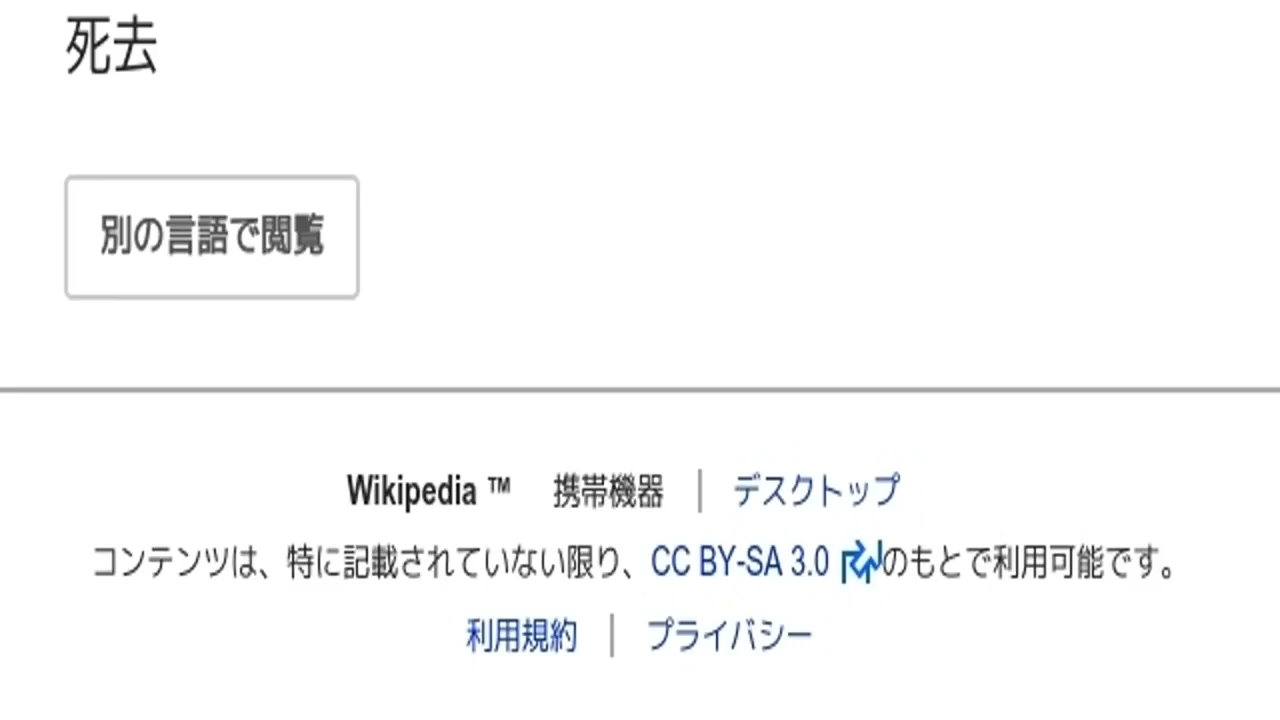 死去
別の言語で閲覧
Wikipedia ™ 携帯機器 | デスクトップ
コンテンツは、特に記載されていない限り、CC BY-SA 3.0 のもとで利用可能です。
利用規約 | プライバシー